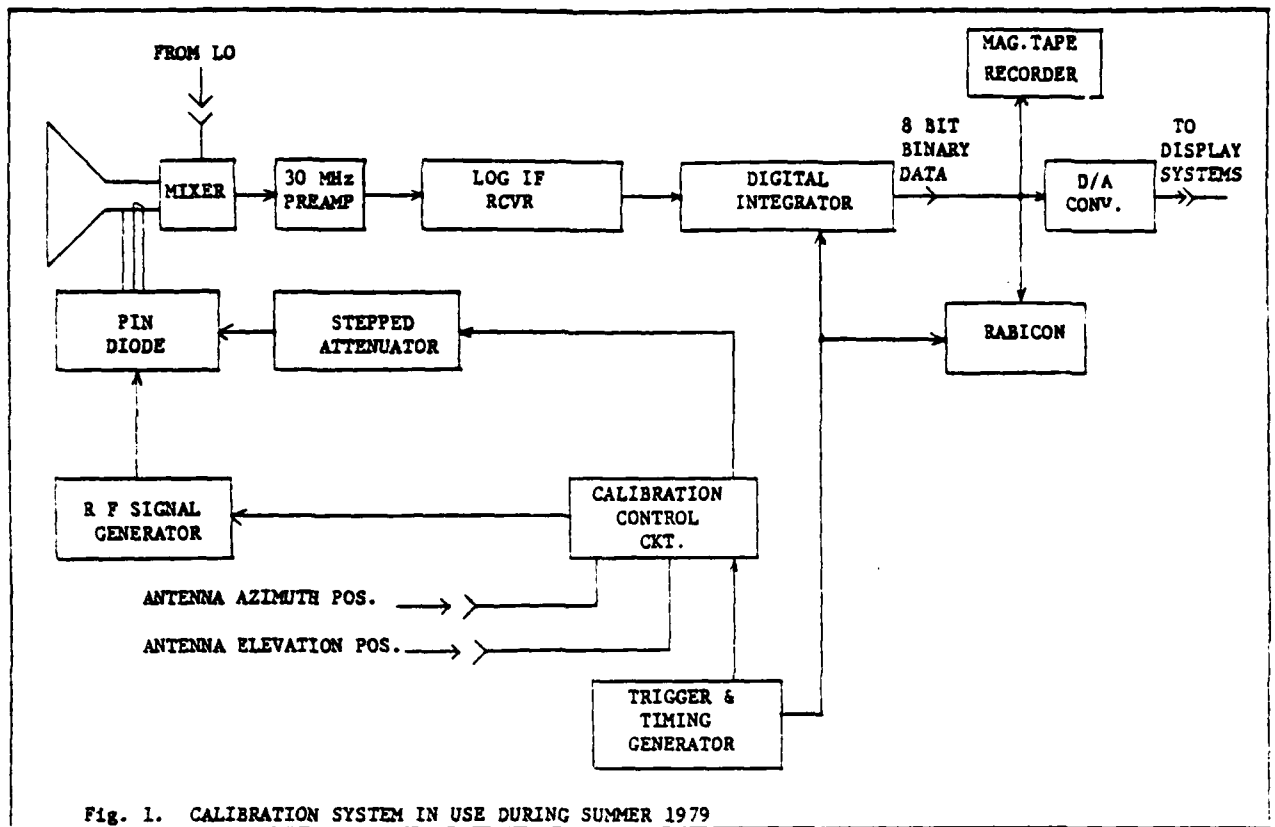 FROM LO
MAG.TAPE
RECORDER
8 BIT
BINARY
DATA
TO
DISPLAY
SYSTEMS
MIXER
30 MHz
PREAMP
LOG IF
RCVR
DIGITAL
INTEGRATOR
D/A
CONV.
PIN
DIODE
STEPPED
ATTENUATOR
RABICON
R F SIGNAL
GENERATOR
CALIBRATION
CONTROL
CKT.
ANTENNA AZIMUTH POS.
ANTENNA ELEVATION POS.
TRIGGER &
TIMING
GENERATOR
Fig. 1. CALIBRATION SYSTEM IN USE DURING SUMMER 1979